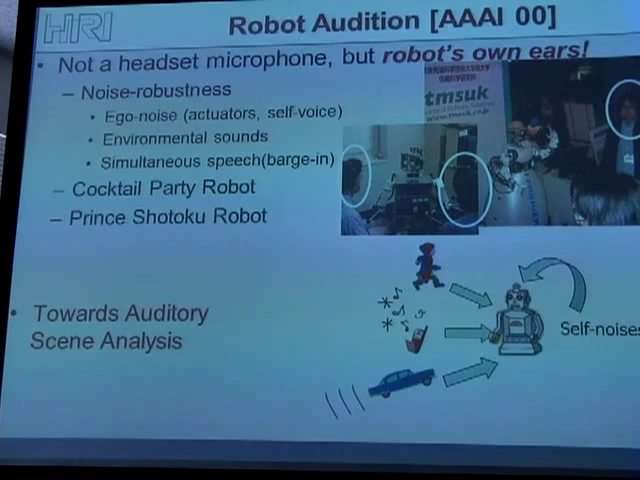 HRI
Robot Audition [AAAI 00]
• Not a headset microphone, but robot's own ears!
– Noise-robustness
• Ego-noise (actuators, self-voice)
• Environmental sounds
• Simultaneous speech(barge-in)
– Cocktail Party Robot
– Prince Shotoku Robot
tmsuk
• Towards Auditory
Scene Analysis
Self-noises